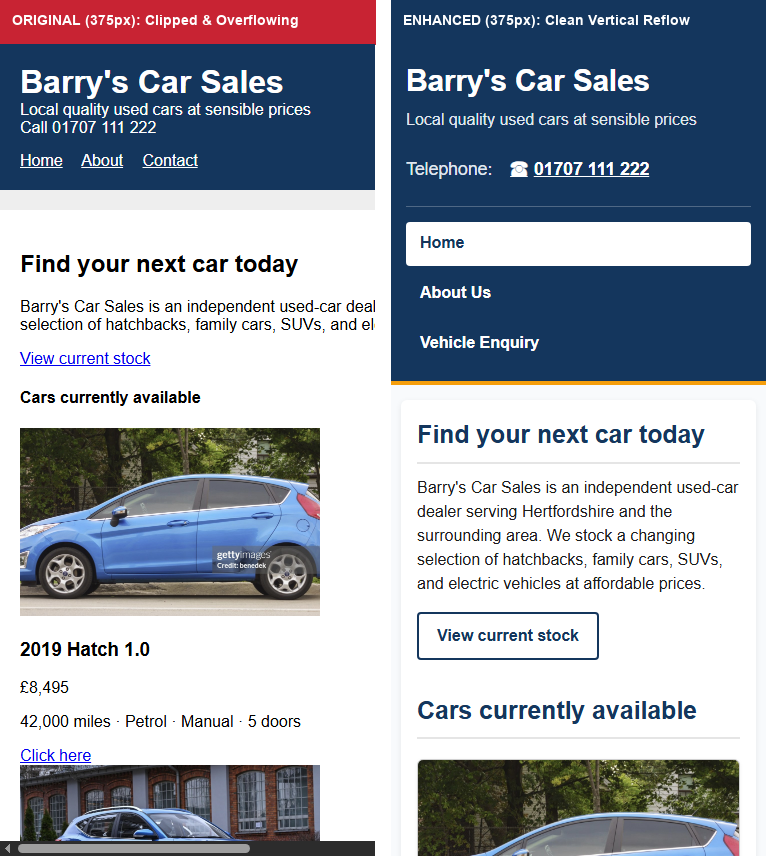 ORIGINAL (375px): Clipped & Overflowing
Barry's Car Sales
Local quality used cars at sensible prices
Call 01707 111 222
Home About Contact
Find your next car today
Barry's Car Sales is an independent used-car deal
selection of hatchbacks, family cars, SUVs, and el
View current stock
Cars currently available
gettyimages
Credit: benedek
2019 Hatch 1.0
£8,495
42,000 miles · Petrol · Manual · 5 doors
Click here
ENHANCED (375px): Clean Vertical Reflow
Barry's Car Sales
Local quality used cars at sensible prices
Telephone: ☎ 01707 111 222
Home
About Us
Vehicle Enquiry
Find your next car today
Barry's Car Sales is an independent used-car
dealer serving Hertfordshire and the
surrounding area. We stock a changing
selection of hatchbacks, family cars, SUVs,
and electric vehicles at affordable prices.
View current stock
Cars currently available